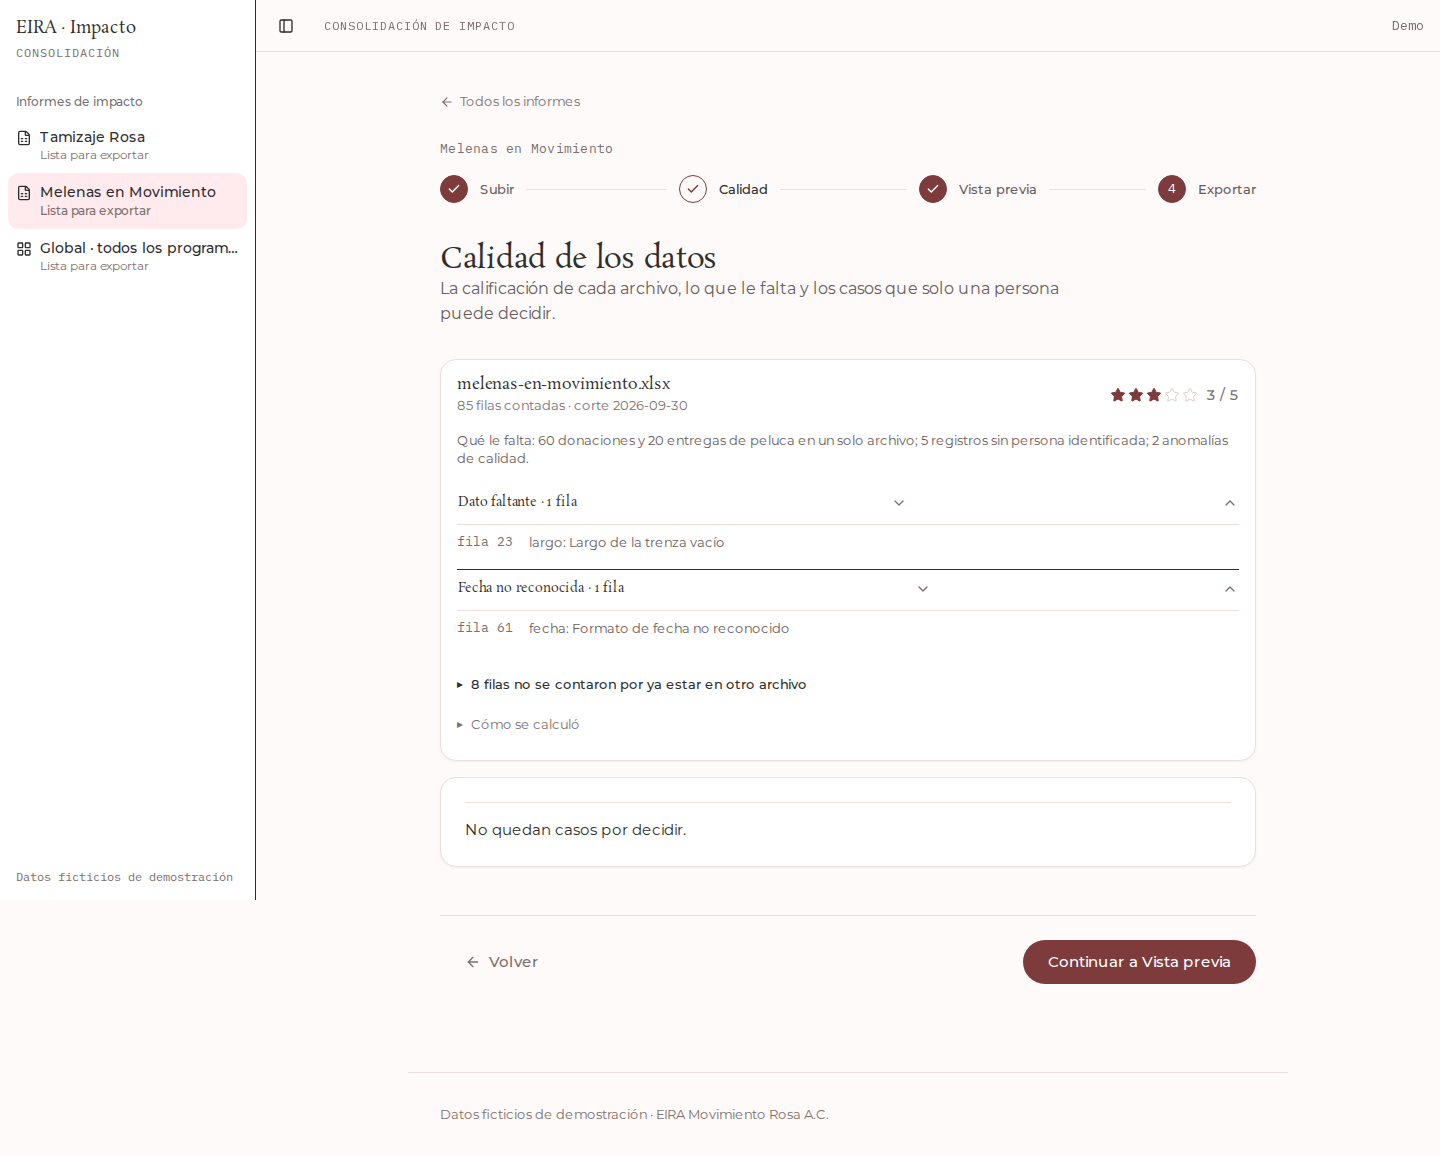 EIRA · Impacto
CONSOLIDACIÓN
Informes de impacto
Tamizaje Rosa
Lista para exportar
Melenas en Movimiento
Lista para exportar
Global · todos los program...
Lista para exportar
Datos ficticios de demostración
CONSOLIDACIÓN DE IMPACTO
Demo
Todos los informes
Melenas en Movimiento
Subir
Calidad
Vista previa
4 Exportar
Calidad de los datos
La calificación de cada archivo, lo que le falta y los casos que solo una persona
puede decidir.
melenas-en-movimiento.xlsx
85 filas contadas · corte 2026-09-30
3 / 5
Qué le falta: 60 donaciones y 20 entregas de peluca en un solo archivo; 5 registros sin persona identificada; 2 anomalías
de calidad.
Dato faltante · 1 fila
fila 23 largo: Largo de la trenza vacío
Fecha no reconocida · 1 fila
fila 61 fecha: Formato de fecha no reconocido
8 filas no se contaron por ya estar en otro archivo
Cómo se calculó
No quedan casos por decidir.
Volver
Continuar a Vista previa
Datos ficticios de demostración · EIRA Movimiento Rosa A.C.